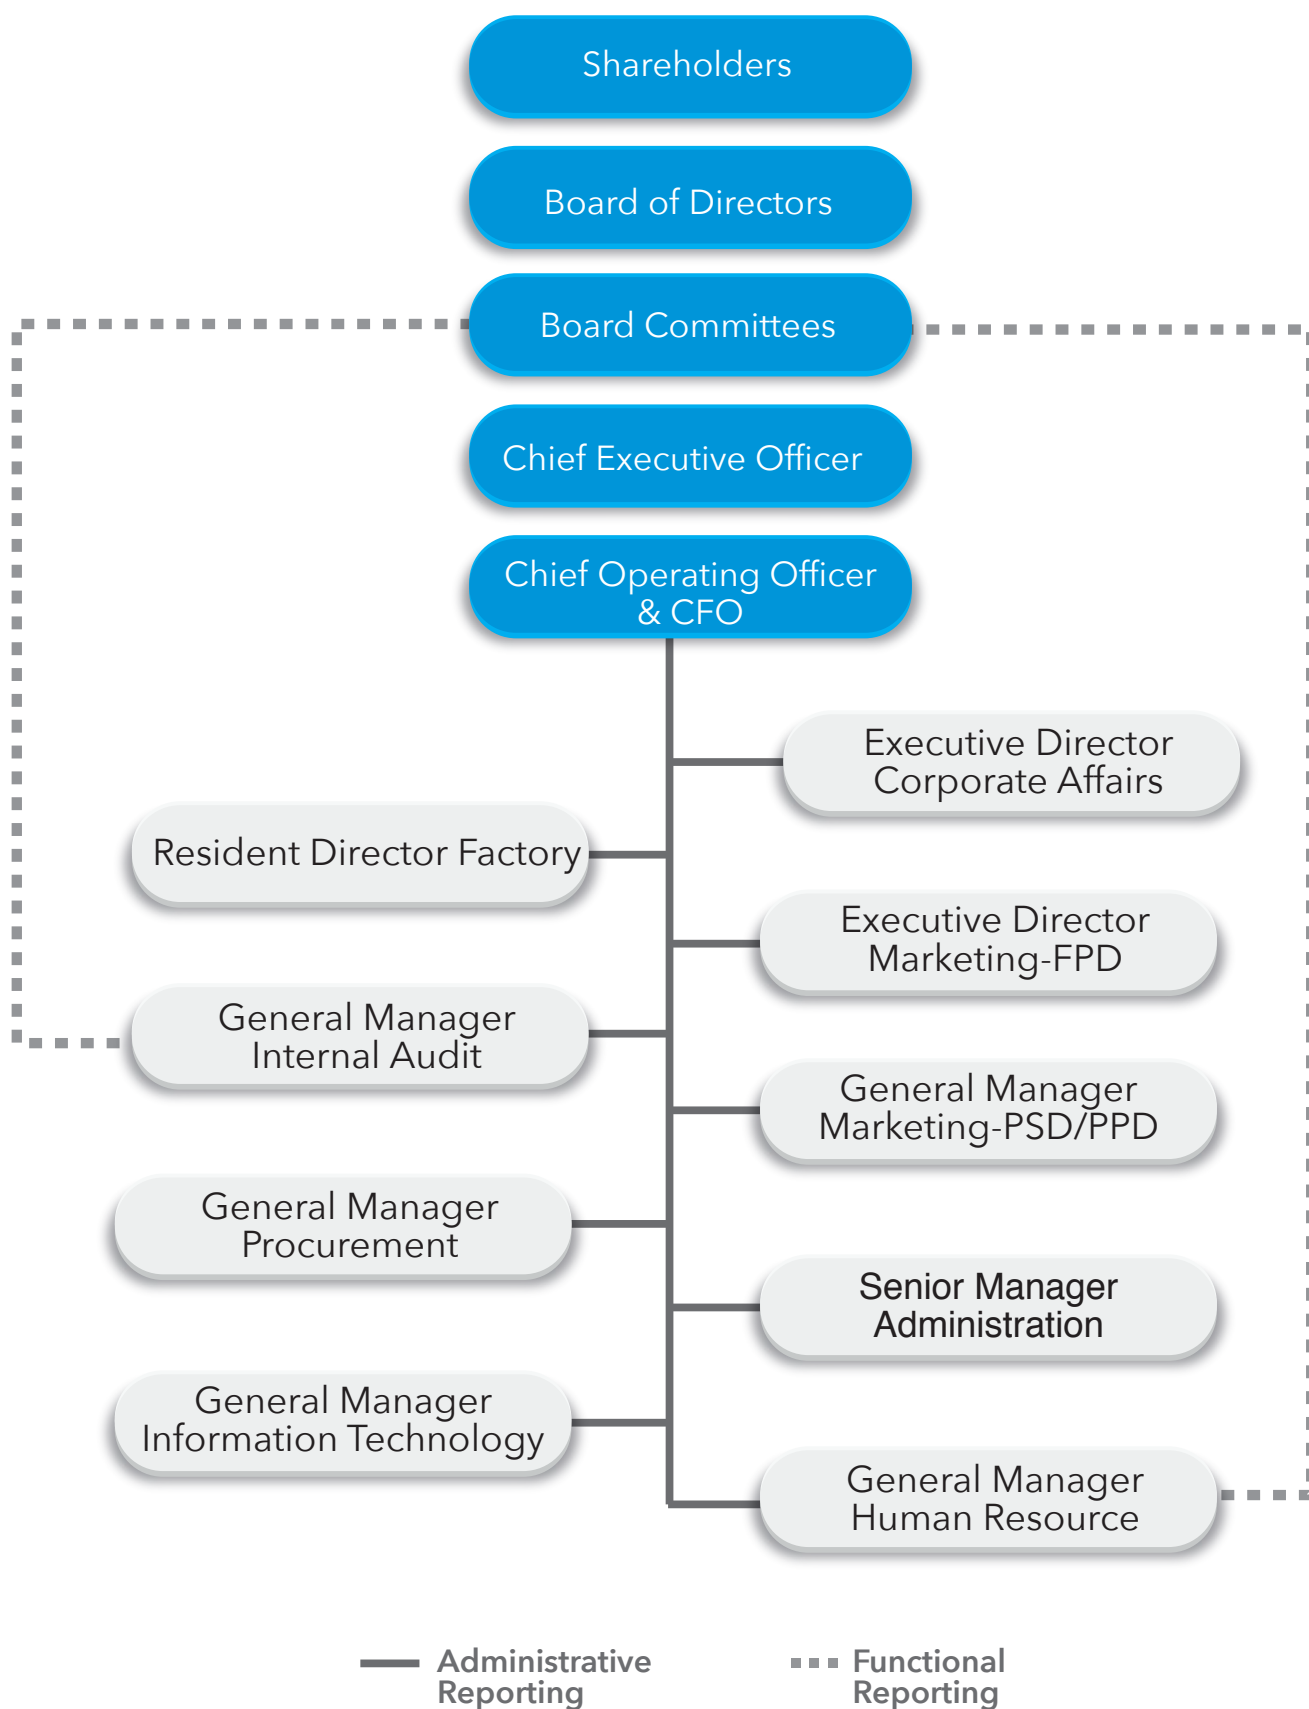 Shareholders
Board of Directors
Board Committees
Chief Executive Officer
Chief Operating Officer
& CFO
Executive Director
Corporate Affairs
Resident Director Factory
Executive Director
Marketing-FPD
General Manager
Internal Audit
General Manager
Marketing-PSD/PPD
General Manager
Procurement
Senior Manager
Administration
General Manager
Information Technology
General Manager
Human Resource
Administrative
Reporting
Functional
Reporting